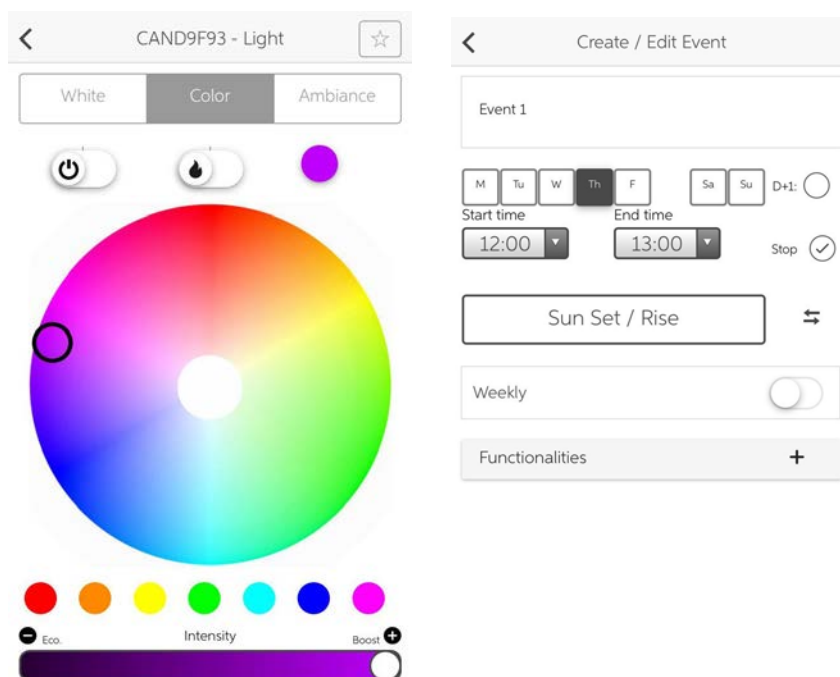 CAND9F93 - Light
White Color Ambiance
Eco. Intensity Boost
Create / Edit Event
Event 1
M Tu W Th F Sa Su D+1:
Start time End time
12:00 13:00 Stop
Sun Set / Rise
Weekly
Functionalities +